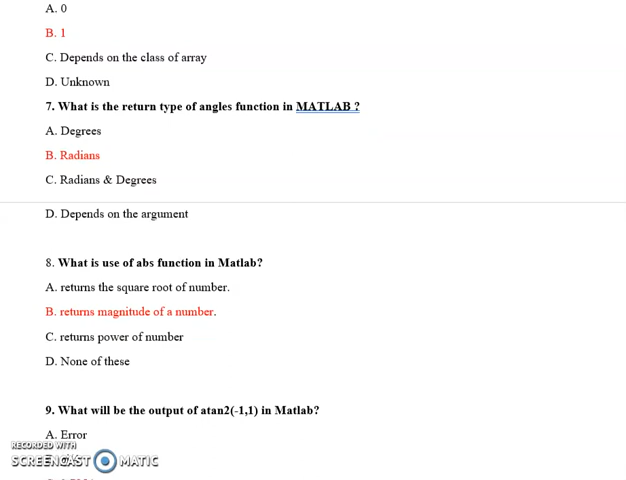 A. 0
B. 1
C. Depends on the class of array
D. Unknown
7. What is the return type of angles function in MATLAB ?
A. Degrees
B. Radians
C. Radians & Degrees
D. Depends on the argument
8. What is use of abs function in Matlab?
A. returns the square root of number.
B. returns magnitude of a number.
C. returns power of number
D. None of these
9. What will be the output of atan2(-1,1) in Matlab?
A. Error
RECORDED WITH
SCREENCAST MATIC